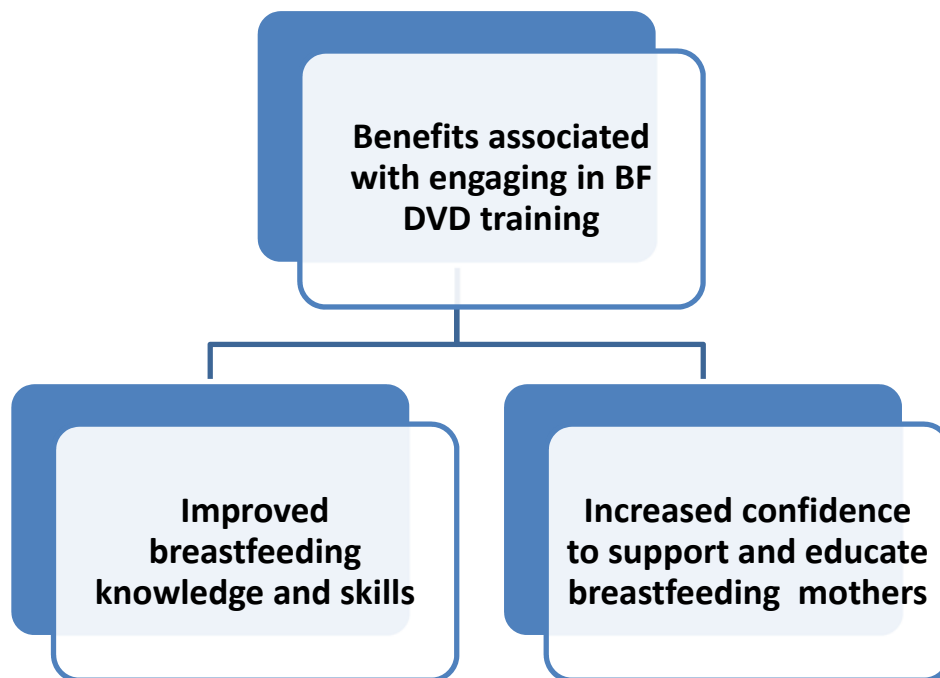 Benefits associated
with engaging in BF
DVD training
Improved
breastfeeding
knowledge and skills
Increased confidence
to support and educate
breastfeeding  mothers